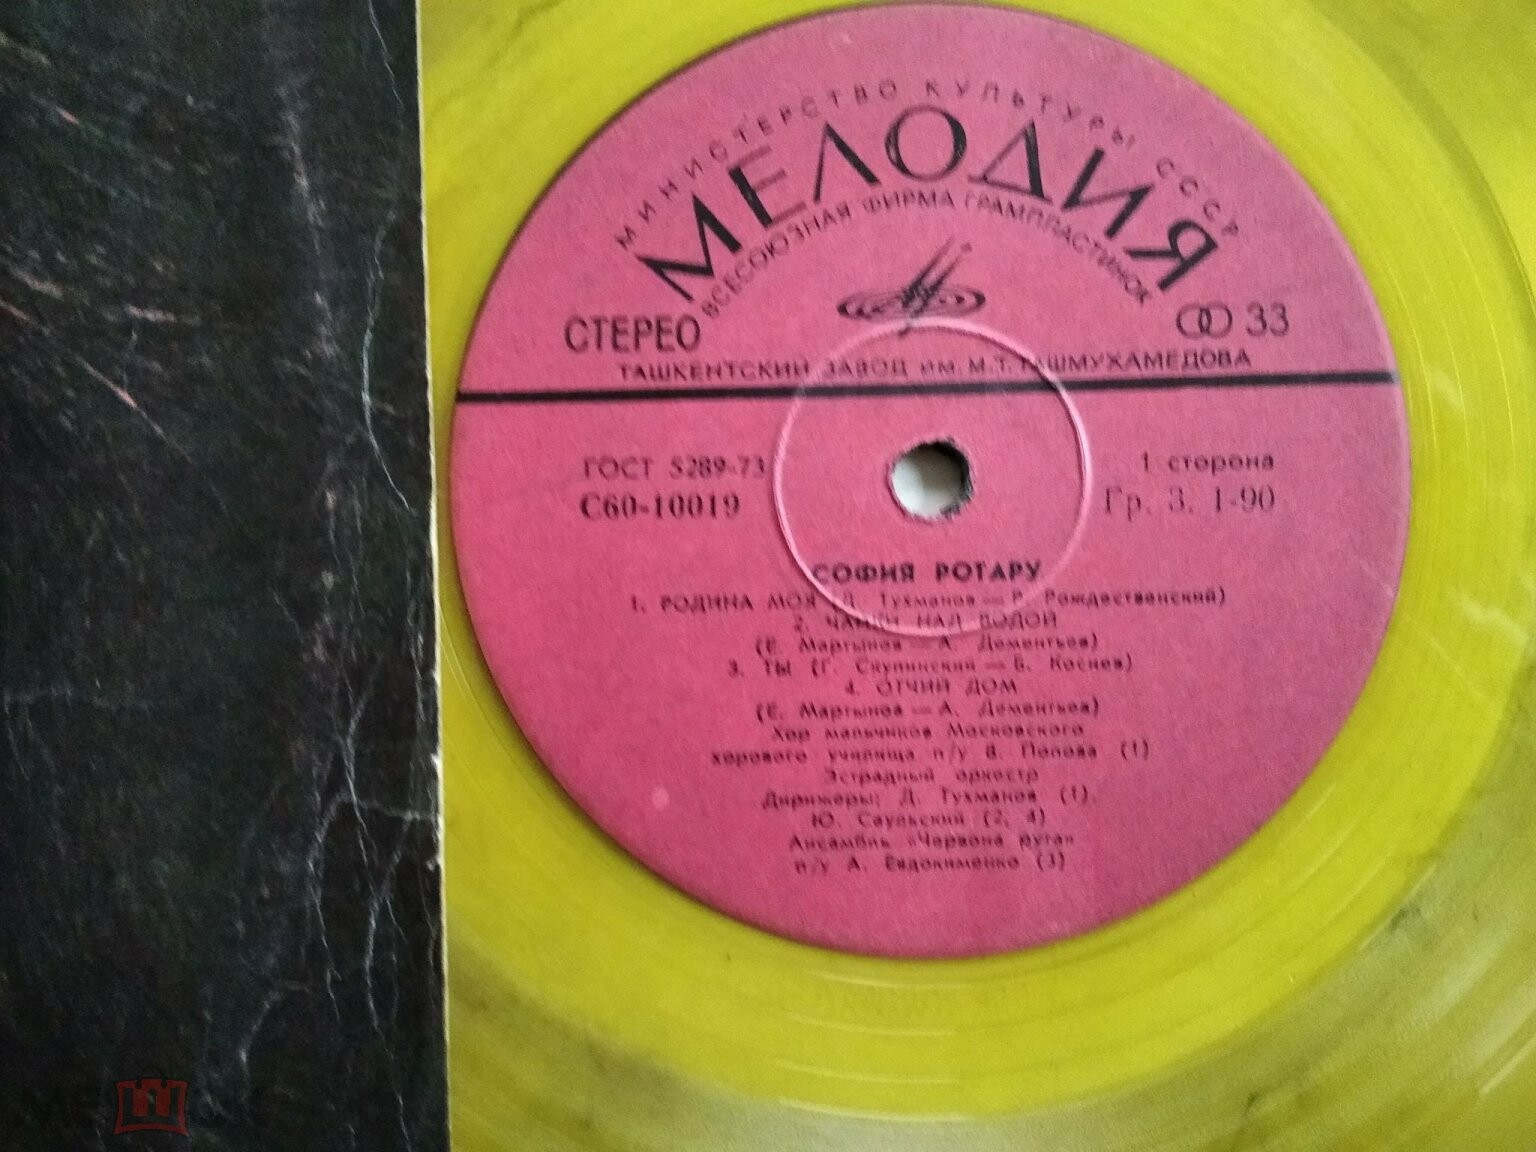 МИНИСТЕРСТВО КУЛЬТУРЫ СССР
МЕЛОДИЯ
ВСЕСОЮЗНАЯ ФИРМА ГРАМПЛАСТИНОК
СТЕРЕО 33
ТАШКЕНТСКИЙ ЗАВОД им. М. Т. ТАШМУХАМЕДОВА
ГОСТ 5289-73 1 сторона
С60-10019 Гр. 3. 1-90
СОФИЯ РОТАРУ
1. РОДИНА МОЯ (Д. Тухманов — Р. Рождественский)
2. ЧАЙКИ НАД ВОДОЙ
(Е. Мартынов — А. Дементьев)
3. ТЫ (Г. Скупинский — Б. Косиев)
4. ОТЧИЙ ДОМ
(Е. Мартынов — А. Дементьев)
Хор мальчиков Московского
хорового училища п/у В. Попова (1)
Эстрадный оркестр
Дирижеры: Д. Тухманов (1),
Ю. Саульский (2, 4)
Ансамбль «Червона рута»
п/у А. Евдокименко (3)